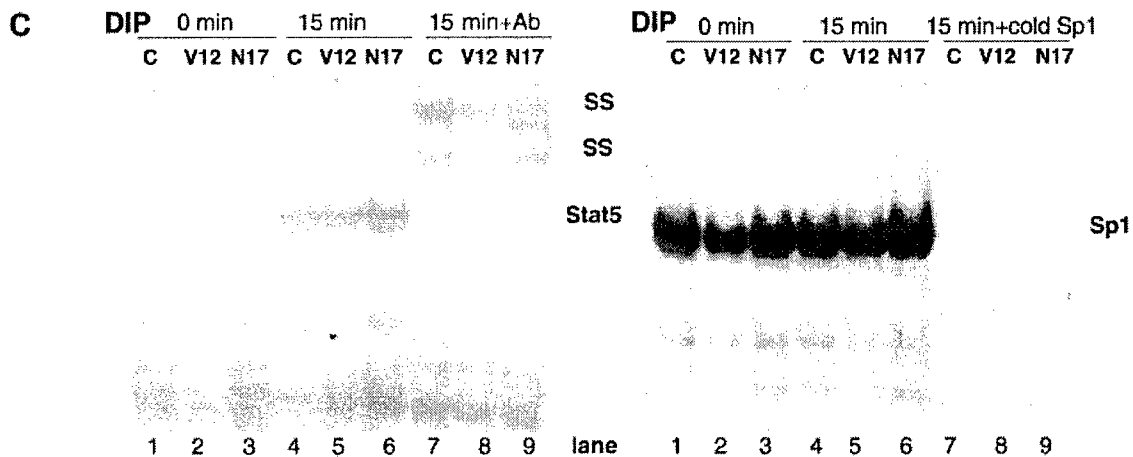 C
DIP 0 min 15 min 15 min+Ab
C V12 N17 C V12 N17 C V12 N17
SS
SS
Stat5
1 2 3 4 5 6 7 8 9 lane
DIP 0 min 15 min 15 min+cold Sp1
C V12 N17 C V12 N17 C V12 N17
Sp1
1 2 3 4 5 6 7 8 9